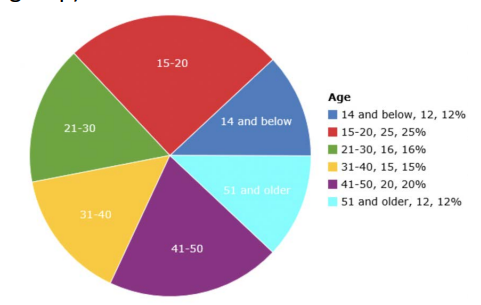 15-20
14 and below
21-30
51 and older
31-40
41-50
Age
14 and below, 12, 12%
15-20, 25, 25%
21-30, 16, 16%
31-40, 15, 15%
41-50, 20, 20%
51 and older, 12, 12%